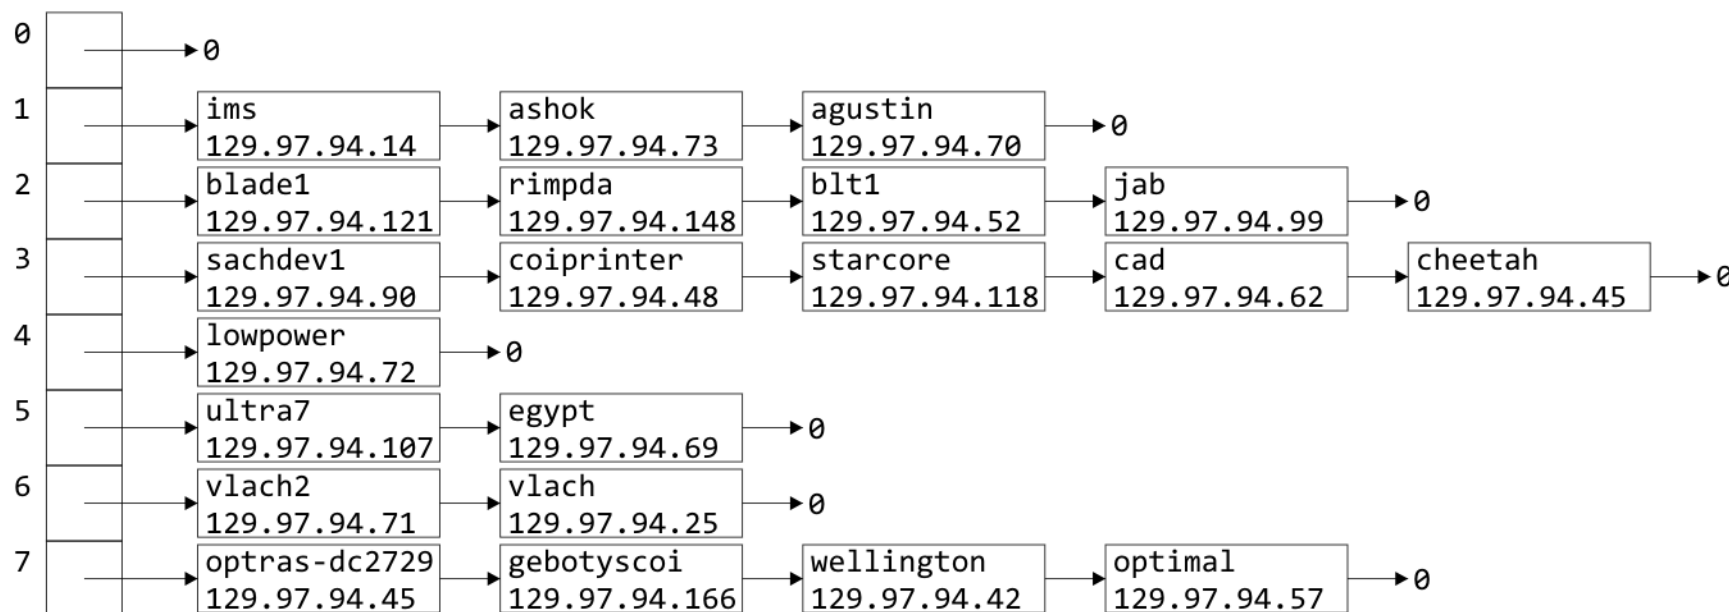 0
0
1
ims
129.97.94.14
ashok
129.97.94.73
agustin
129.97.94.70
0
2
blade1
129.97.94.121
rimpda
129.97.94.148
blt1
129.97.94.52
jab
129.97.94.99
0
3
sachdev1
129.97.94.90
coiprinter
129.97.94.48
starcore
129.97.94.118
cad
129.97.94.62
cheetah
129.97.94.45
0
4
lowpower
129.97.94.72
0
5
ultra7
129.97.94.107
egypt
129.97.94.69
0
6
vlach2
129.97.94.71
vlach
129.97.94.25
0
7
optras-dc2729
129.97.94.45
gebotyscoi
129.97.94.166
wellington
129.97.94.42
optimal
129.97.94.57
0